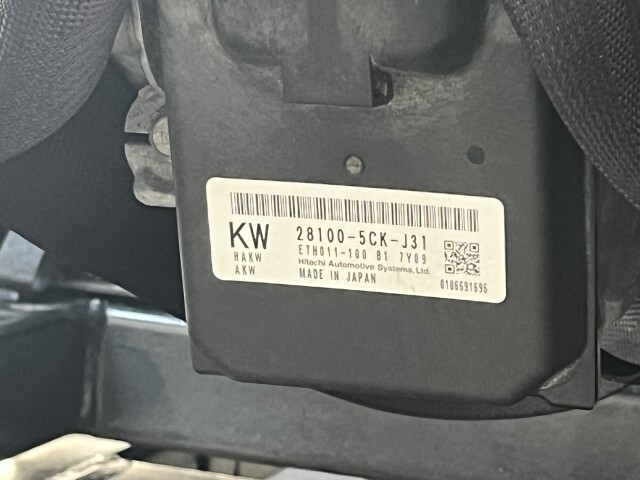 KW 28100-5CK-J31
HAKW ETH011-100 81 7Y09
AKW Hitachi Automotive Systems, Ltd.
MADE IN JAPAN
0106691696